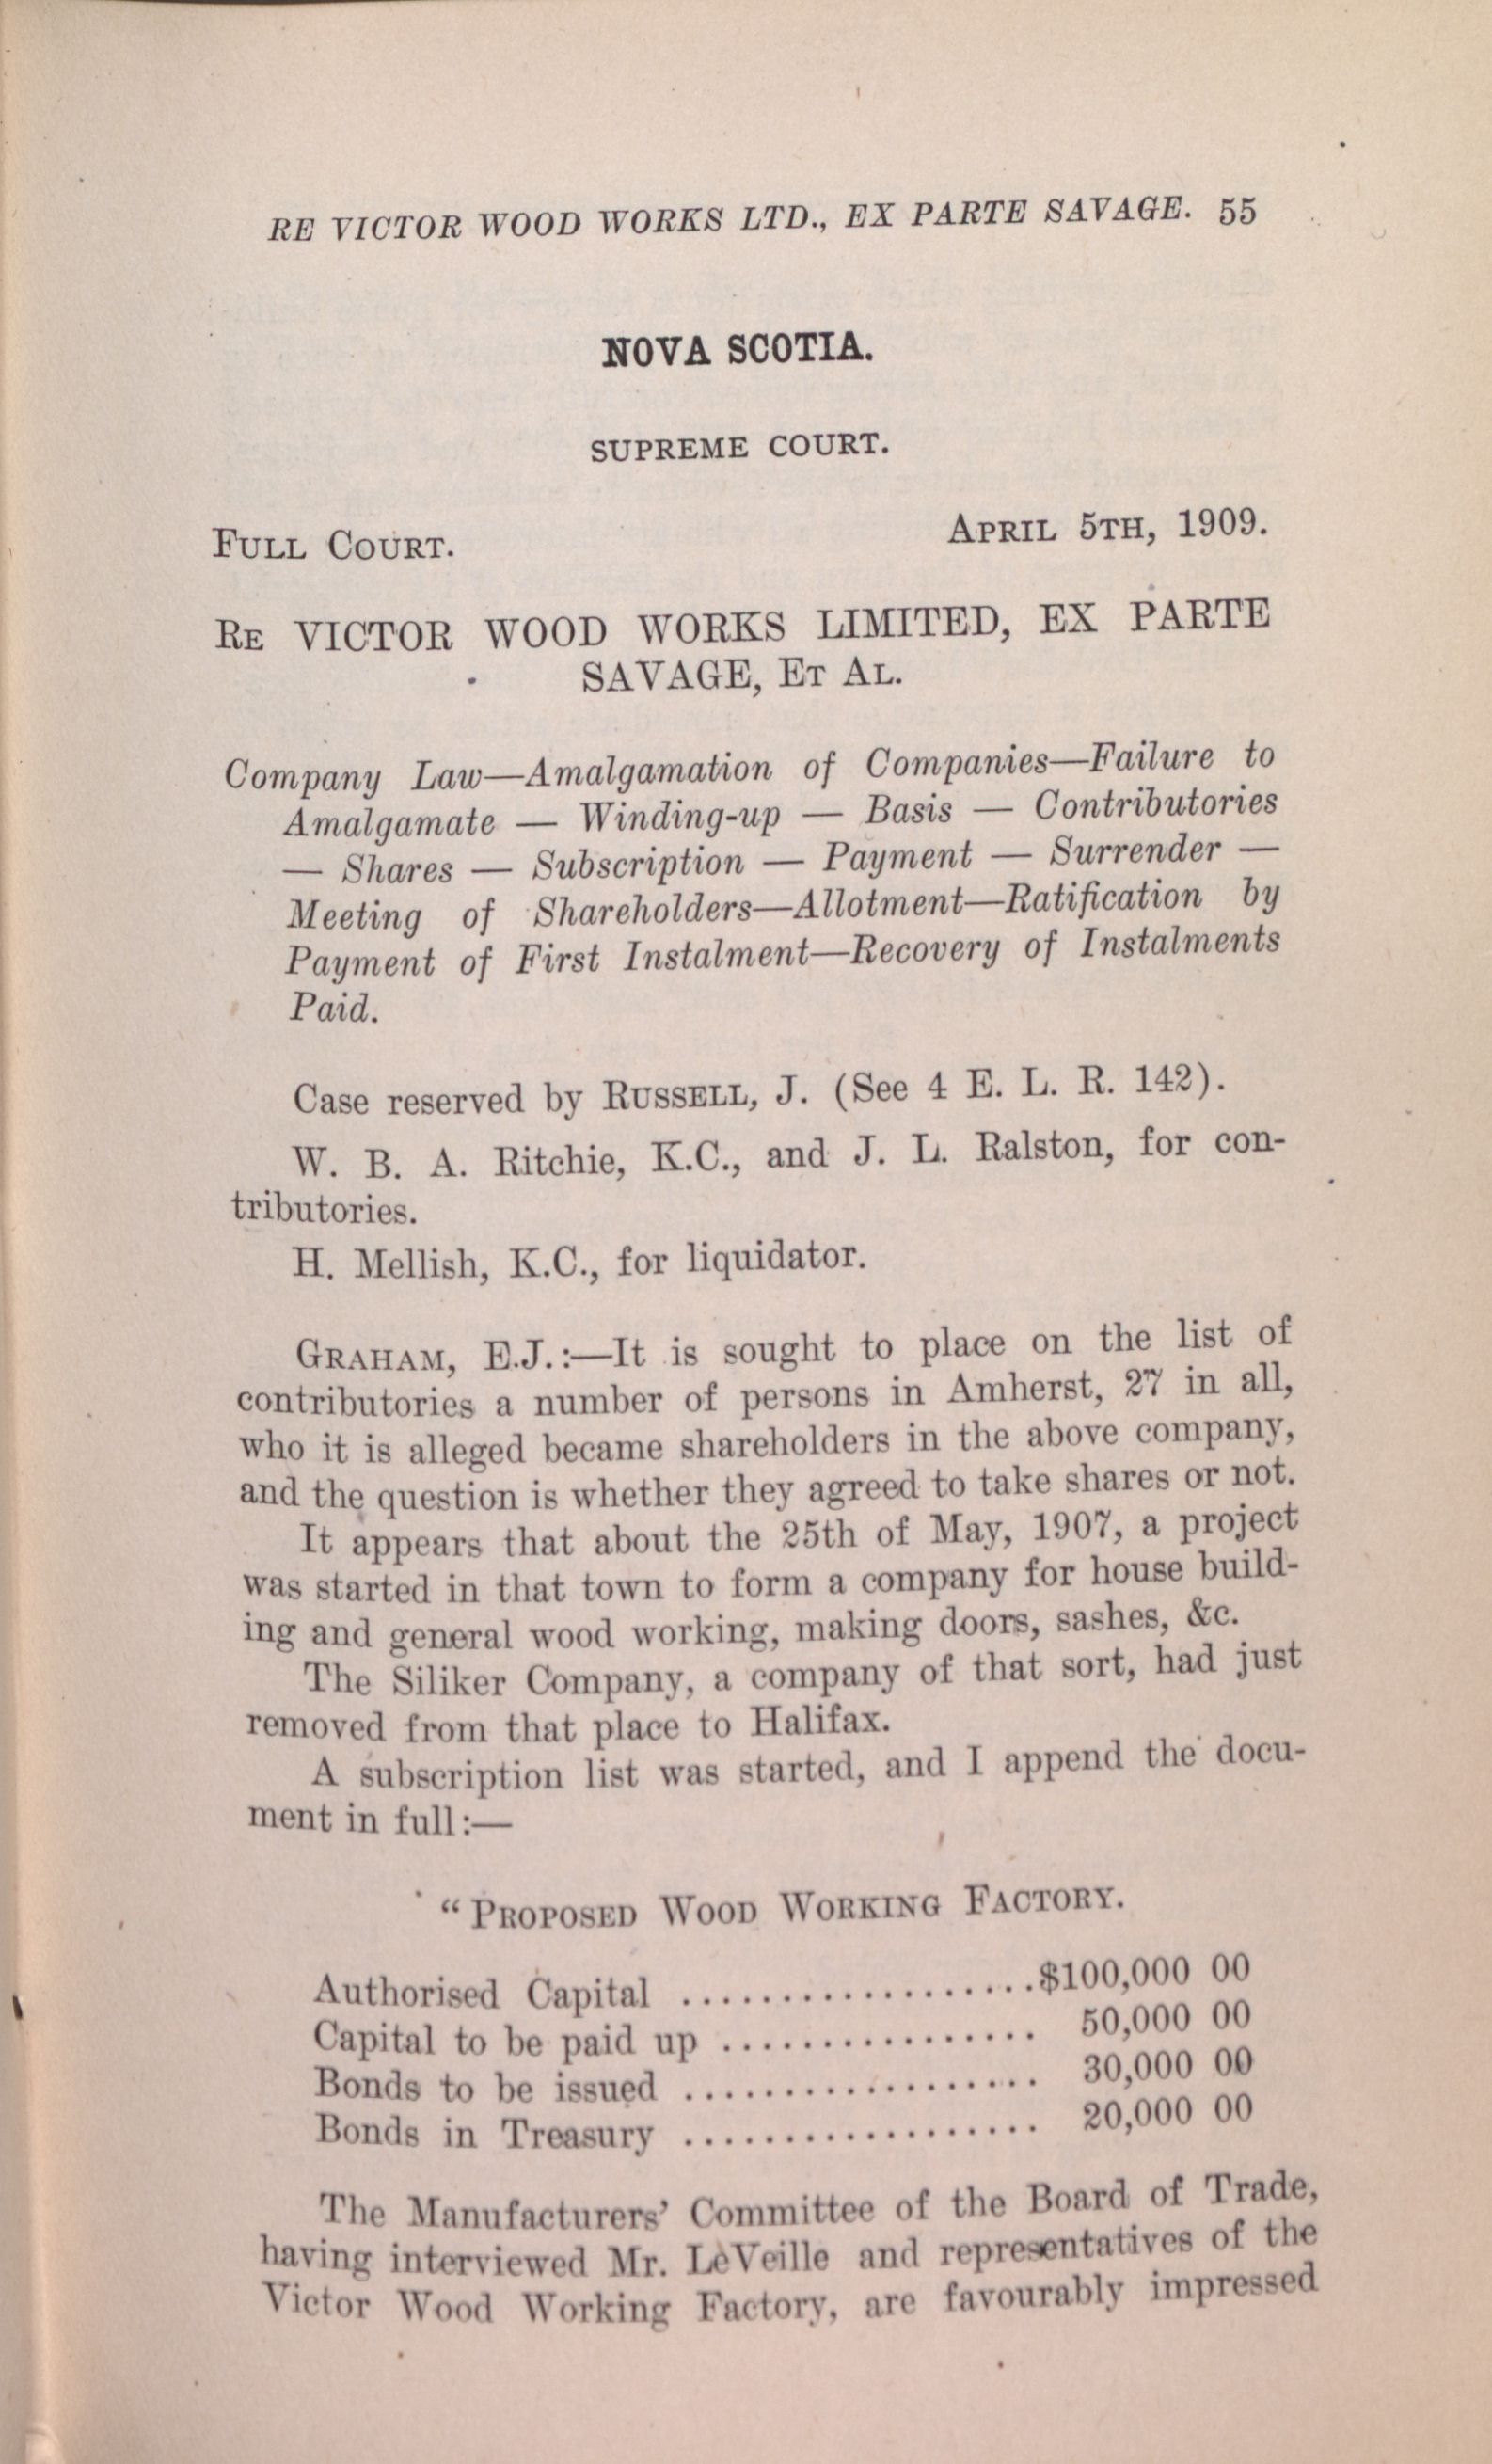 RE VICTOR WOOD WORKS LTD., EX PARTE SAVAGE. 55
NOVA SCOTIA.
SUPREME COURT.
FULL COURT. APRIL 5TH, 1909.
RE VICTOR WOOD WORKS LIMITED, EX PARTE
SAVAGE, ET AL.
Company Law—Amalgamation of Companies—Failure to
Amalgamate — Winding-up — Basis — Contributories
— Shares — Subscription — Payment — Surrender —
Meeting of Shareholders—Allotment—Ratification by
Payment of First Instalment—Recovery of Instalments
Paid.
Case reserved by RUSSELL, J. (See 4 E. L. R. 142).
W. B. A. Ritchie, K.C., and J. L. Ralston, for con-
tributories.
H. Mellish, K.C., for liquidator.
GRAHAM, E.J.:—It is sought to place on the list of
contributories a number of persons in Amherst, 27 in all,
who it is alleged became shareholders in the above company,
and the question is whether they agreed to take shares or not.
It appears that about the 25th of May, 1907, a project
was started in that town to form a company for house build-
ing and general wood working, making doors, sashes, &c.
The Siliker Company, a company of that sort, had just
removed from that place to Halifax.
A subscription list was started, and I append the docu-
ment in full:—
"PROPOSED WOOD WORKING FACTORY.
Authorised Capital ..................$100,000 00
Capital to be paid up ................ 50,000 00
Bonds to be issued .................. 30,000 00
Bonds in Treasury .................. 20,000 00
The Manufacturers' Committee of the Board of Trade,
having interviewed Mr. LeVeille and representatives of the
Victor Wood Working Factory, are favourably impressed